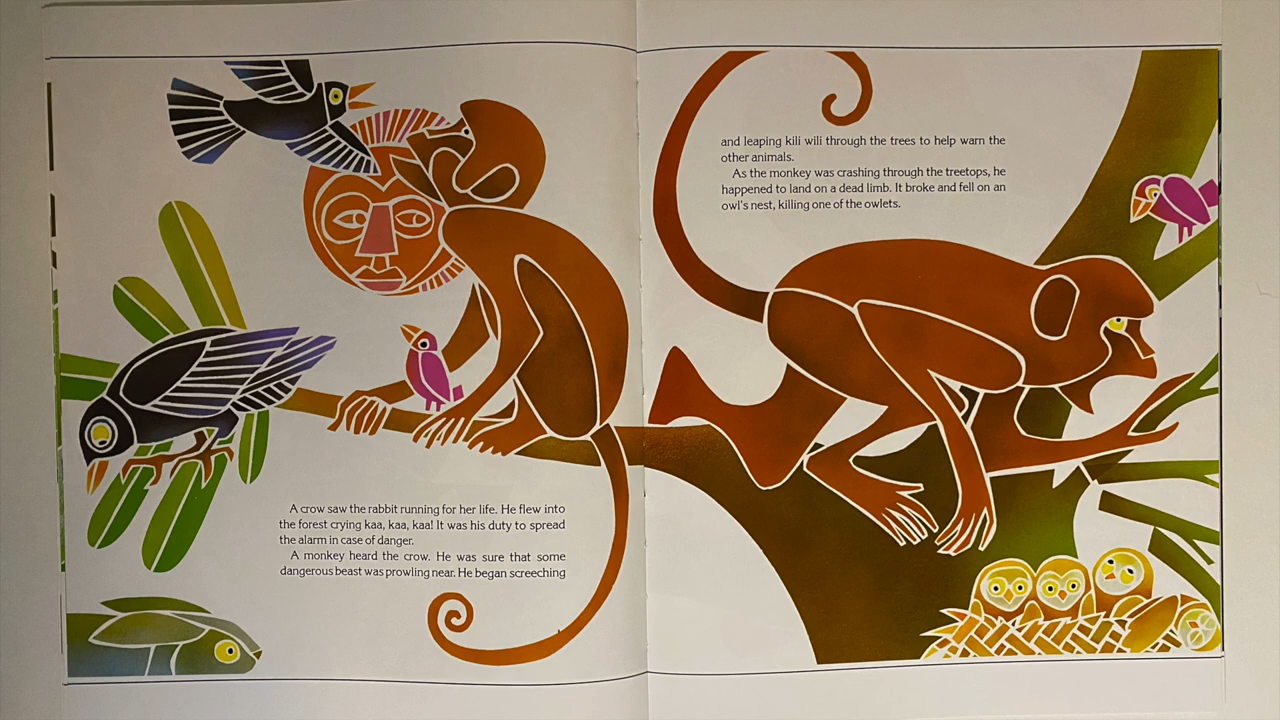 A crow saw the rabbit running for her life. He flew into
the forest crying kaa, kaa, kaa! It was his duty to spread
the alarm in case of danger.
A monkey heard the crow. He was sure that some
dangerous beast was prowling near. He began screeching
and leaping kili wili through the trees to help warn the
other animals.
As the monkey was crashing through the treetops, he
happened to land on a dead limb. It broke and fell on an
owl's nest, killing one of the owlets.